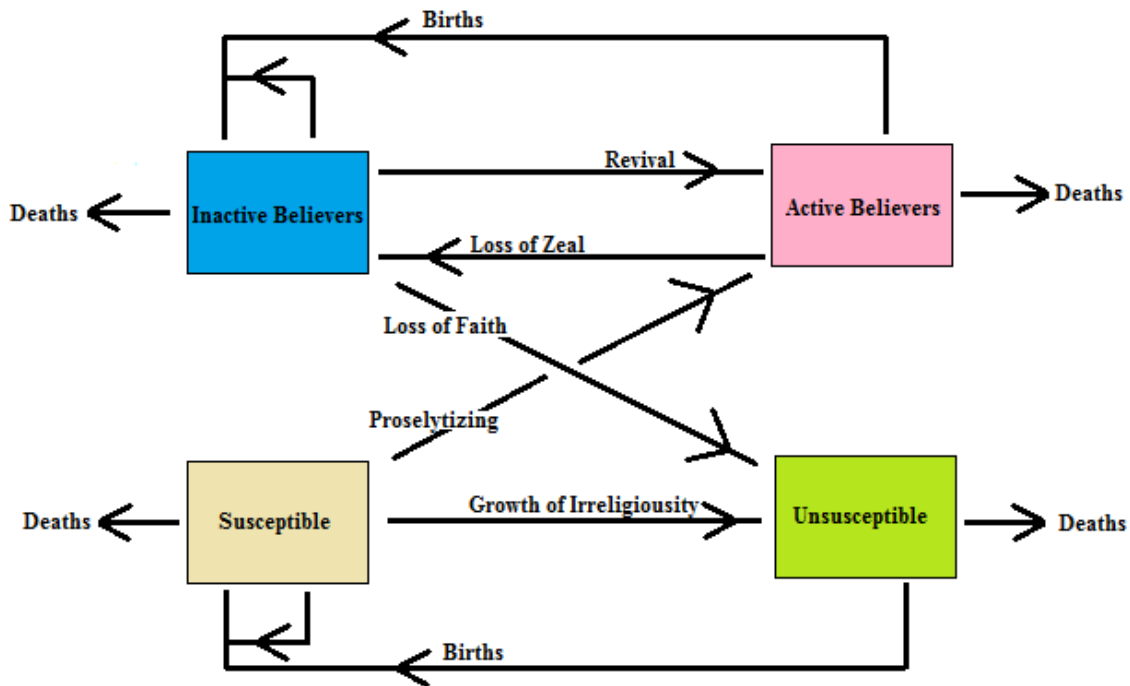 Births
Revival
Deaths
Inactive Believers
Active Believers
Deaths
Loss of Zeal
Loss of Faith
Proselytizing
Growth of Irreligiousity
Deaths
Susceptible
Unsusceptible
Deaths
Births